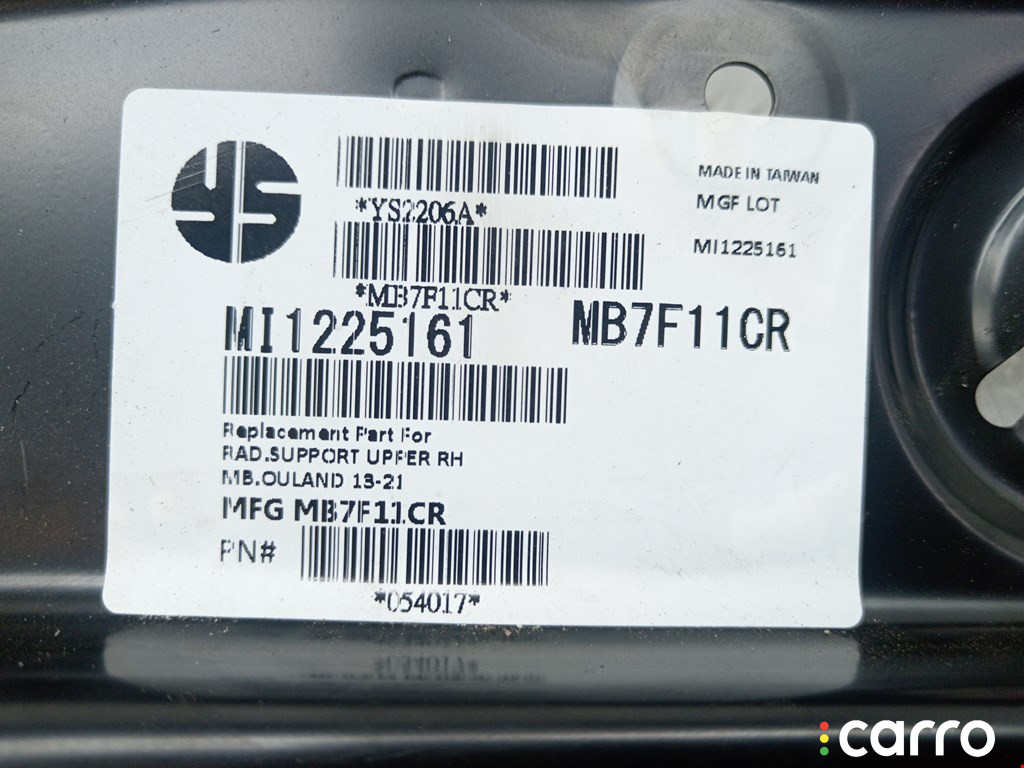 YS
*YS2206A*
MADE IN TAIWAN
MGF LOT
MI1225161
*MB7F11CR*
MI1225161
MB7F11CR
Replacement Part For
RAD.SUPPORT UPPER RH
MB.OULAND 13-21
MFG MB7F11CR
PN#
*054017*
carro